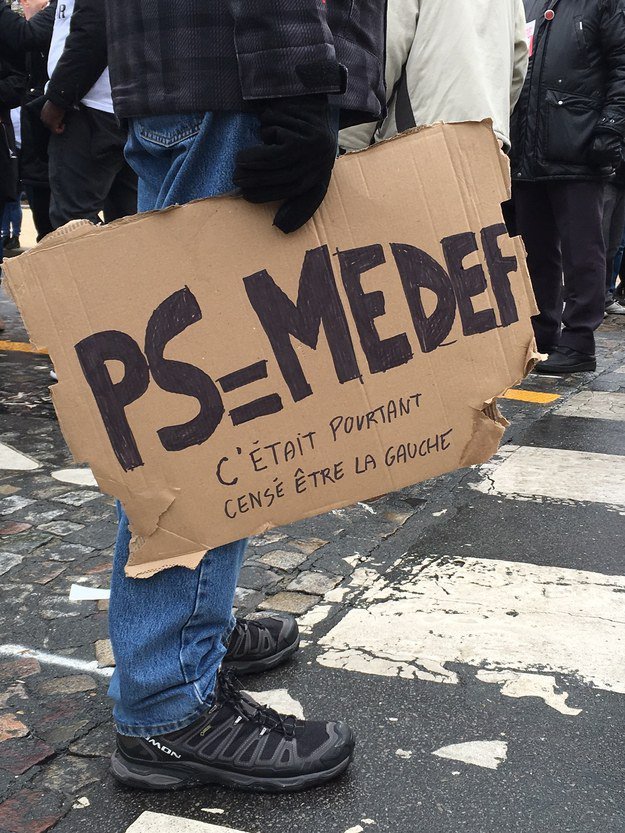 PS=MEDEF
C'ÉTAIT POURTANT
CENSÉ ÊTRE LA GAUCHE